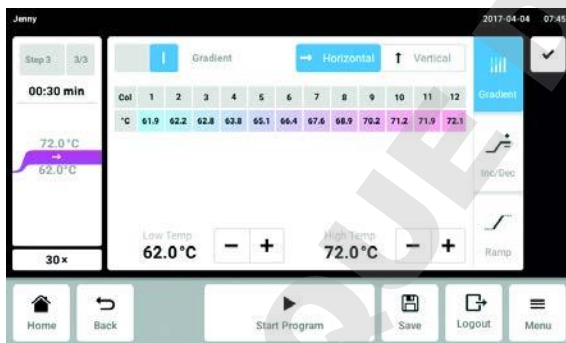 Jenny 2017-04-04 07:45
Step 3 3/3
00:30 min
72.0°C
62.0°C
30 ×
Gradient Horizontal Vertical
Col 1 2 3 4 5 6 7 8 9 10 11 12
°C 61.9 62.2 62.8 63.8 65.1 66.4 67.6 68.9 70.2 71.2 71.9 72.1
Low Temp High Temp
62.0°C − + 72.0°C − +
Gradient
Inc/Dec
Ramp
Home Back Start Program Save Logout Menu